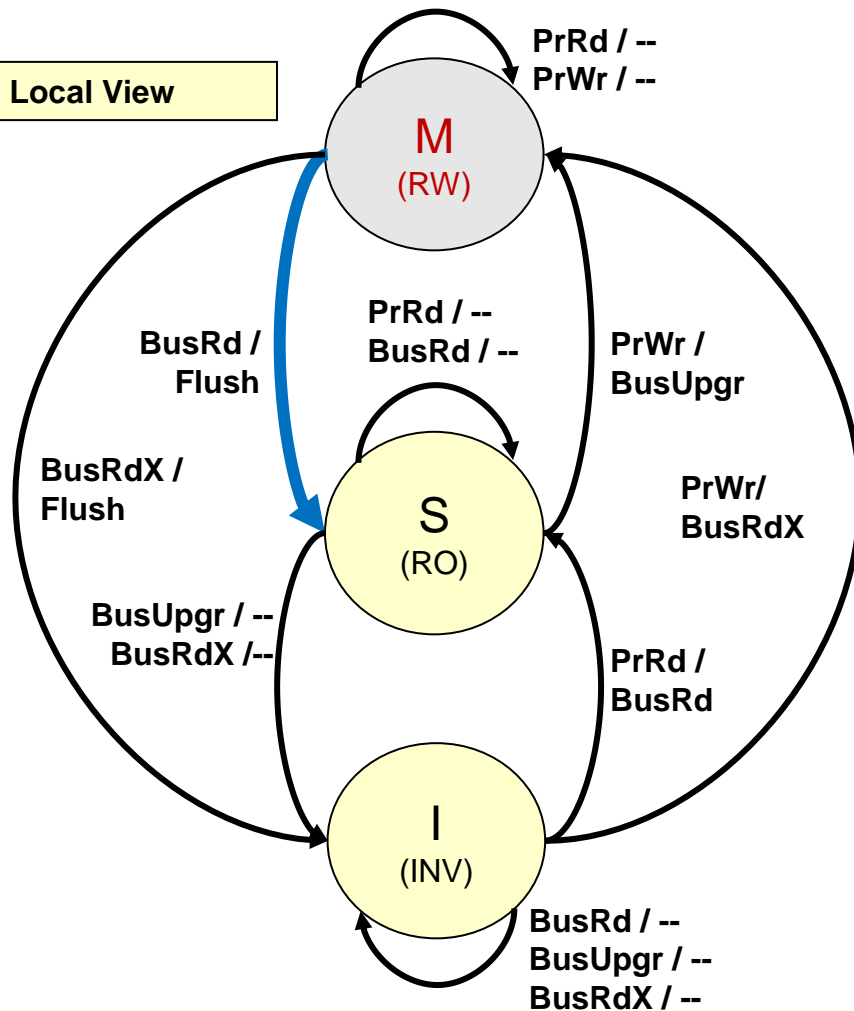 PrRd / --
PrWr / --
Local View
M
(RW)
PrRd / --
BusRd / --
BusRd /
Flush
PrWr /
BusUpgr
BusRdX /
Flush
PrWr/
BusRdX
S
(RO)
BusUpgr / --
BusRdX /--
PrRd /
BusRd
I
(INV)
BusRd / --
BusUpgr / --
BusRdX / --